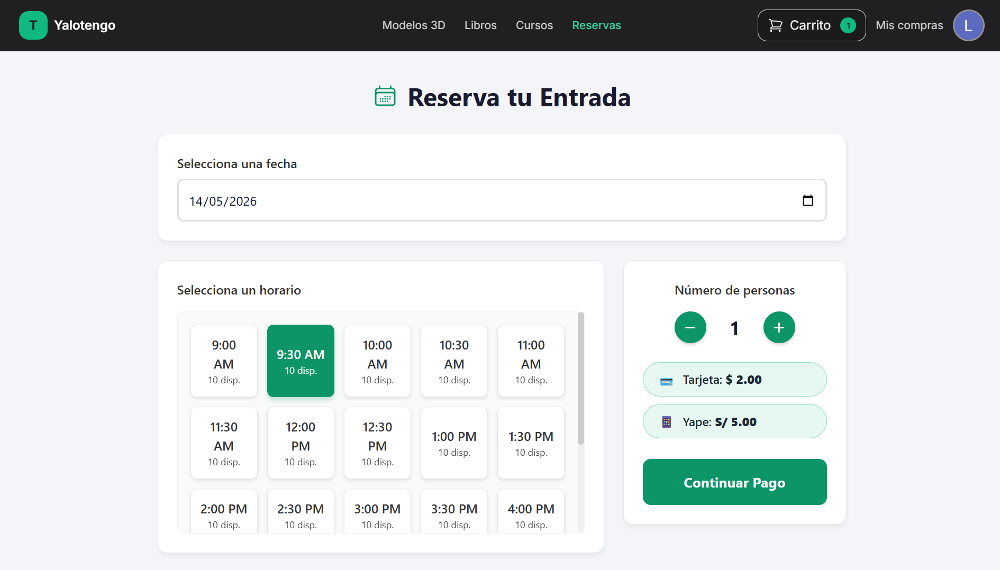 T Yalotengo
Modelos 3D Libros Cursos Reservas
Carrito 1 Mis compras L
Reserva tu Entrada
Selecciona una fecha
14/05/2026
Selecciona un horario
9:00 AM
10 disp.
9:30 AM
10 disp.
10:00 AM
10 disp.
10:30 AM
10 disp.
11:00 AM
10 disp.
11:30 AM
10 disp.
12:00 PM
10 disp.
12:30 PM
10 disp.
1:00 PM
10 disp.
1:30 PM
10 disp.
2:00 PM
10 disp.
2:30 PM
10 disp.
3:00 PM
10 disp.
3:30 PM
10 disp.
4:00 PM
10 disp.
Número de personas
− 1 +
Tarjeta: $ 2.00
Yape: S/ 5.00
Continuar Pago